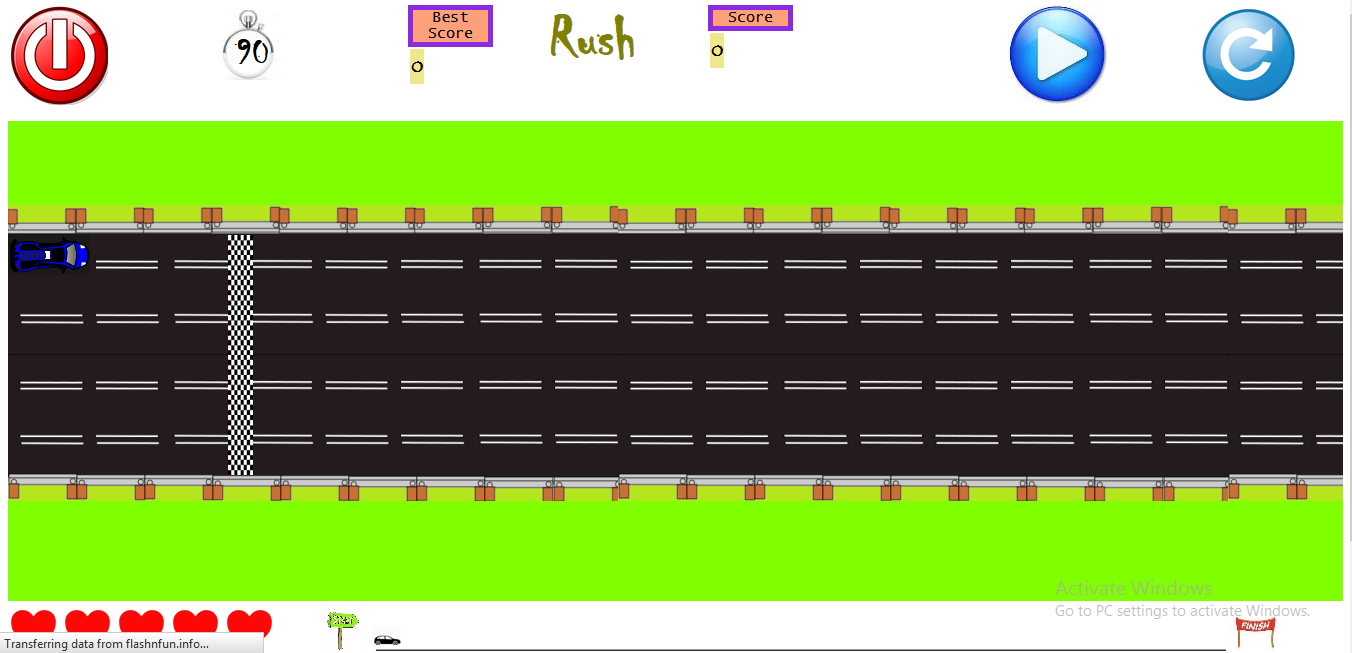 90
Best
Score
0
Rush
Score
0
Activate Windows
Go to PC settings to activate Windows.
FINISH
Transferring data from flashnfun.info...